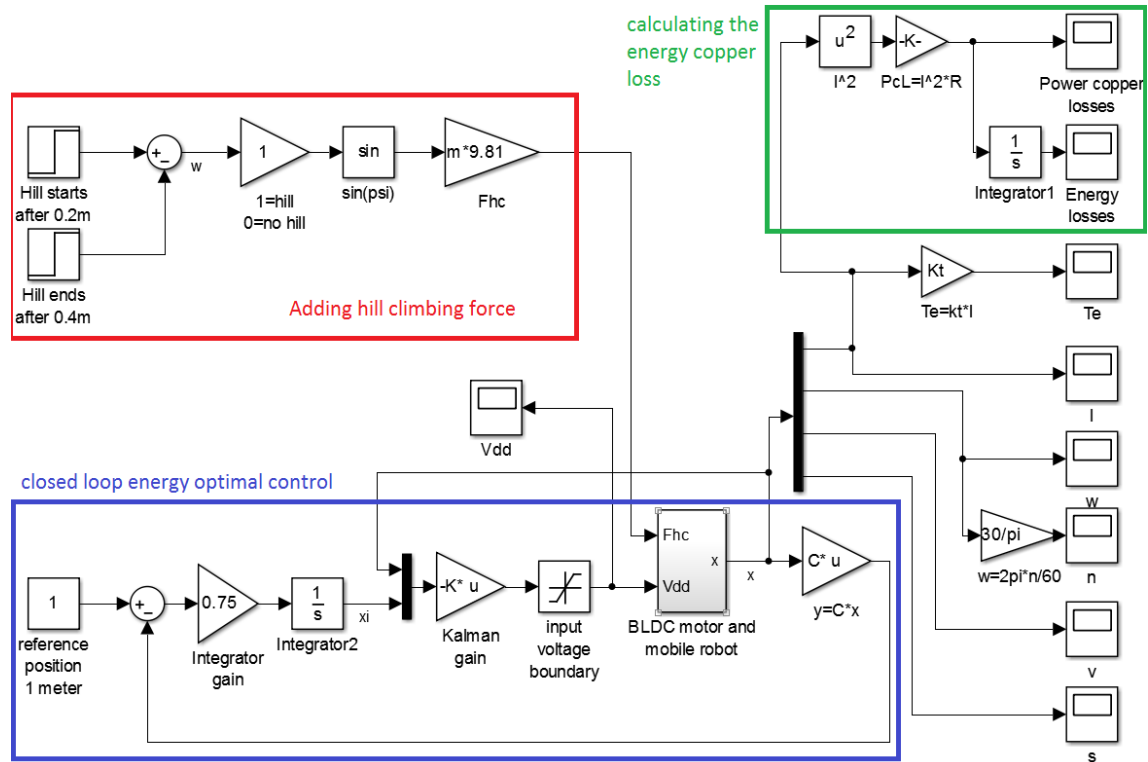 calculating the
energy copper
loss
u²
I^2
-K-
PcL=I^2*R
Power copper
losses
1
s
Integrator1
Energy
losses
Hill starts
after 0.2m
Hill ends
after 0.4m
+
_
w
1
1=hill
0=no hill
sin
sin(psi)
m*9.81
Fhc
Adding hill climbing force
Kt
Te=kt*I
Te
I
w
30/pi
w=2pi*n/60
n
v
s
Vdd
closed loop energy optimal control
1
reference
position
1 meter
+
_
0.75
Integrator
gain
1
s
Integrator2
xi
-K* u
Kalman
gain
input
voltage
boundary
Fhc
Vdd
x
BLDC motor and
mobile robot
x
C* u
y=C*x